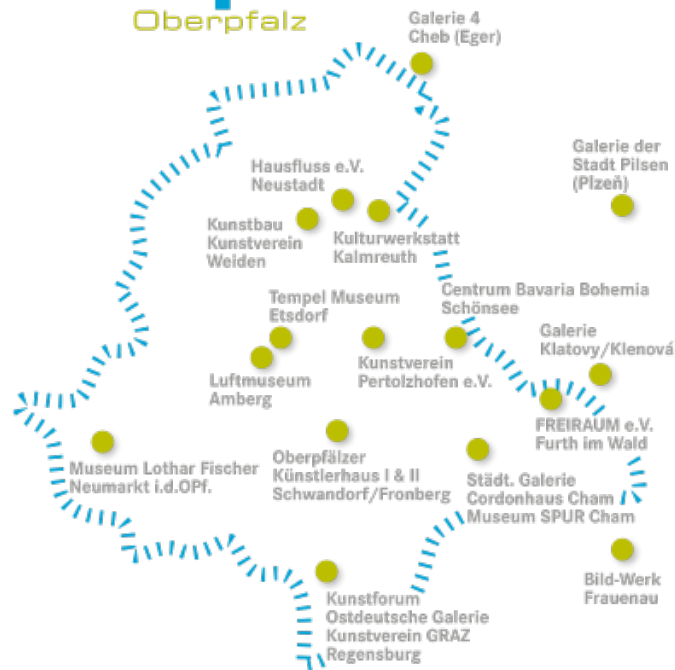 Oberpfalz
Galerie 4
Cheb (Eger)
Galerie der
Stadt Pilsen
(Plzeň)
Hausfluss e.V.
Neustadt
Kunstbau
Kunstverein
Weiden
Kulturwerkstatt
Kalmreuth
Centrum Bavaria Bohemia
Schönsee
Tempel Museum
Etsdorf
Galerie
Klatovy/Klenová
Luftmuseum
Amberg
Kunstverein
Pertolzhofen e.V.
FREIRAUM e.V.
Furth im Wald
Museum Lothar Fischer
Neumarkt i.d.OPf.
Oberpfälzer
Künstlerhaus I & II
Schwandorf/Fronberg
Städt. Galerie
Cordonhaus Cham
Museum SPUR Cham
Bild-Werk
Frauenau
Kunstforum
Ostdeutsche Galerie
Kunstverein GRAZ
Regensburg